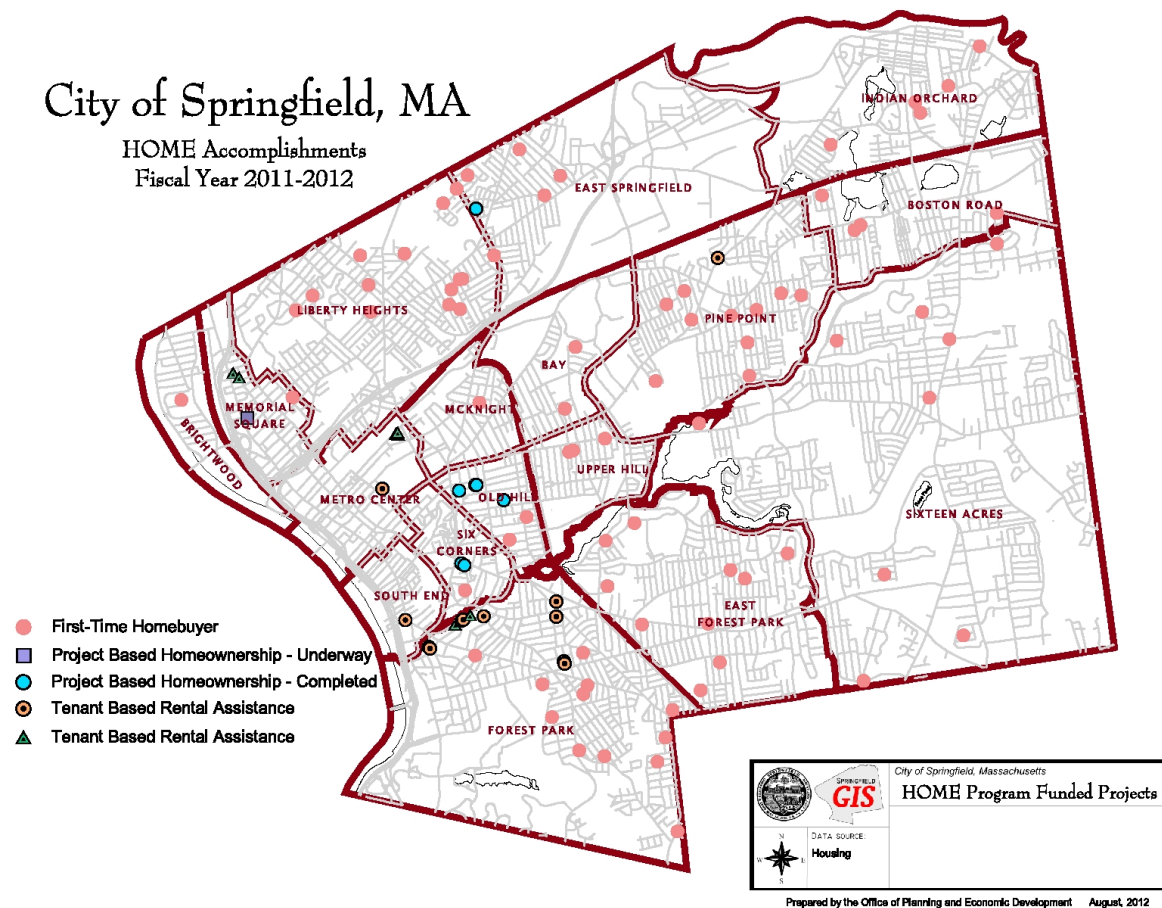 City of Springfield, MA
HOME Accomplishments
Fiscal Year 2011-2012
INDIAN ORCHARD
EAST SPRINGFIELD
BOSTON ROAD
LIBERTY HEIGHTS
PINE POINT
BAY
MEMORIAL
SQUARE
MCKNIGHT
BRIGHTWOOD
UPPER HILL
METRO CENTER
OLD HILL
SIXTEEN ACRES
SIX
CORNERS
SOUTH END
EAST
FOREST PARK
FOREST PARK
First-Time Homebuyer
Project Based Homeownership - Underway
Project Based Homeownership - Completed
Tenant Based Rental Assistance
Tenant Based Rental Assistance
SPRINGFIELD
GIS
City of Springfield, Massachusetts
HOME Program Funded Projects
N
W E
S
DATA SOURCE:
Housing
Prepared by the Office of Planning and Economic Development August, 2012